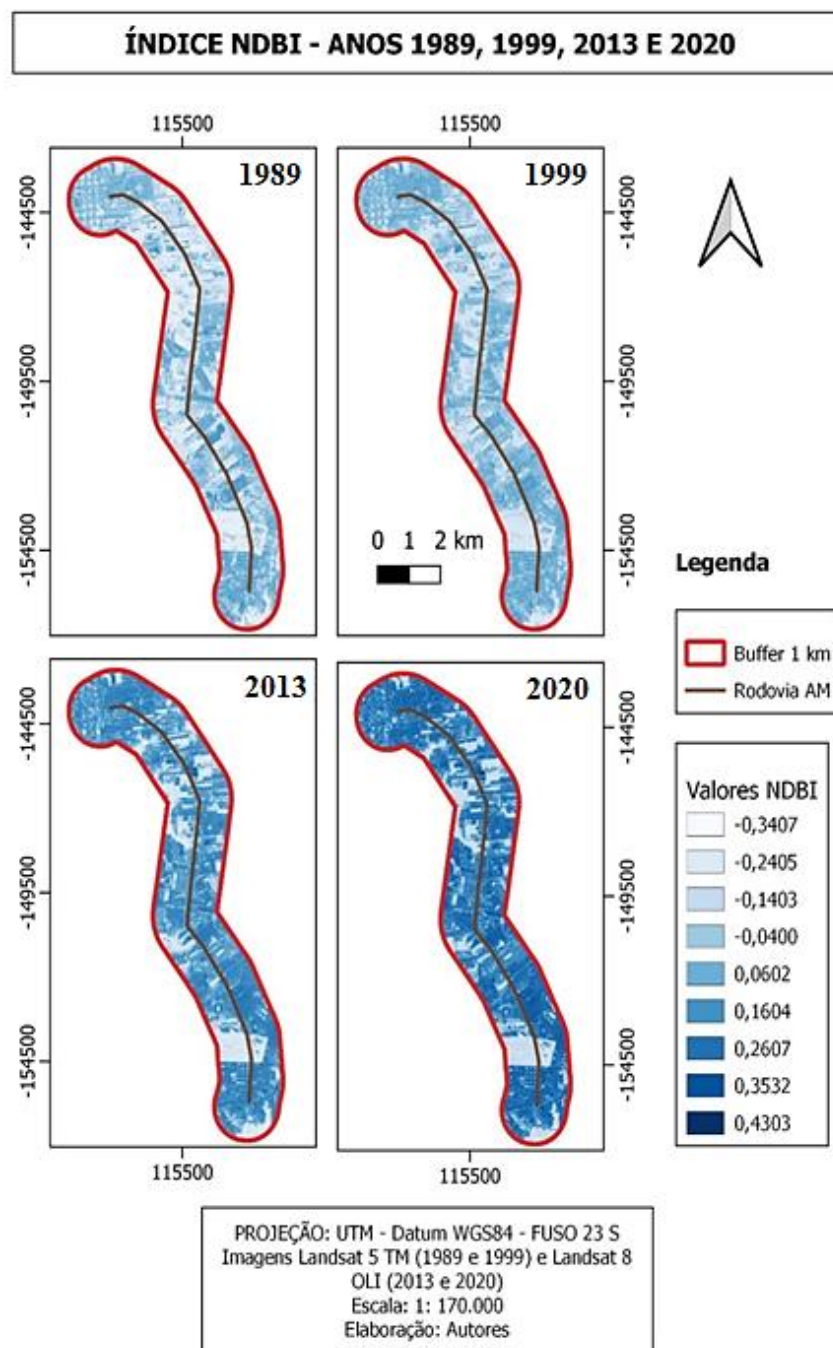 ÍNDICE NDBI - ANOS 1989, 1999, 2013 E 2020
115500
115500
1989
1999
-144500
-144500
-149500
-149500
-154500
-154500
0 1 2 km
Legenda
Buffer 1 km
Rodovia AM
2013
2020
-144500
-144500
-149500
-149500
-154500
-154500
115500
115500
Valores NDBI
-0,3407
-0,2405
-0,1403
-0,0400
0,0602
0,1604
0,2607
0,3532
0,4303
PROJEÇÃO: UTM - Datum WGS84 - FUSO 23 S
Imagens Landsat 5 TM (1989 e 1999) e Landsat 8
OLI (2013 e 2020)
Escala: 1: 170.000
Elaboração: Autores